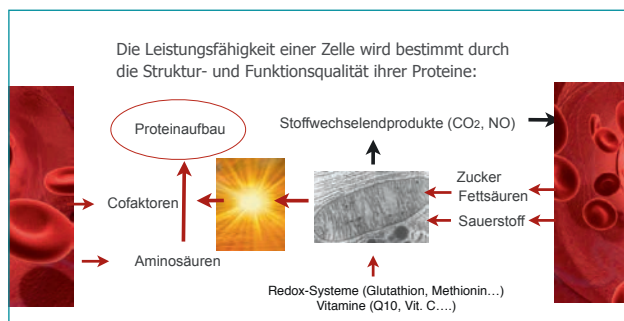 Die Leistungsfähigkeit einer Zelle wird bestimmt durch
die Struktur- und Funktionsqualität ihrer Proteine:
Proteinaufbau
Stoffwechselendprodukte (CO₂, NO)
Cofaktoren
Zucker
Fettsäuren
Sauerstoff
Aminosäuren
Redox-Systeme (Glutathion, Methionin...)
Vitamine (Q10, Vit. C....)